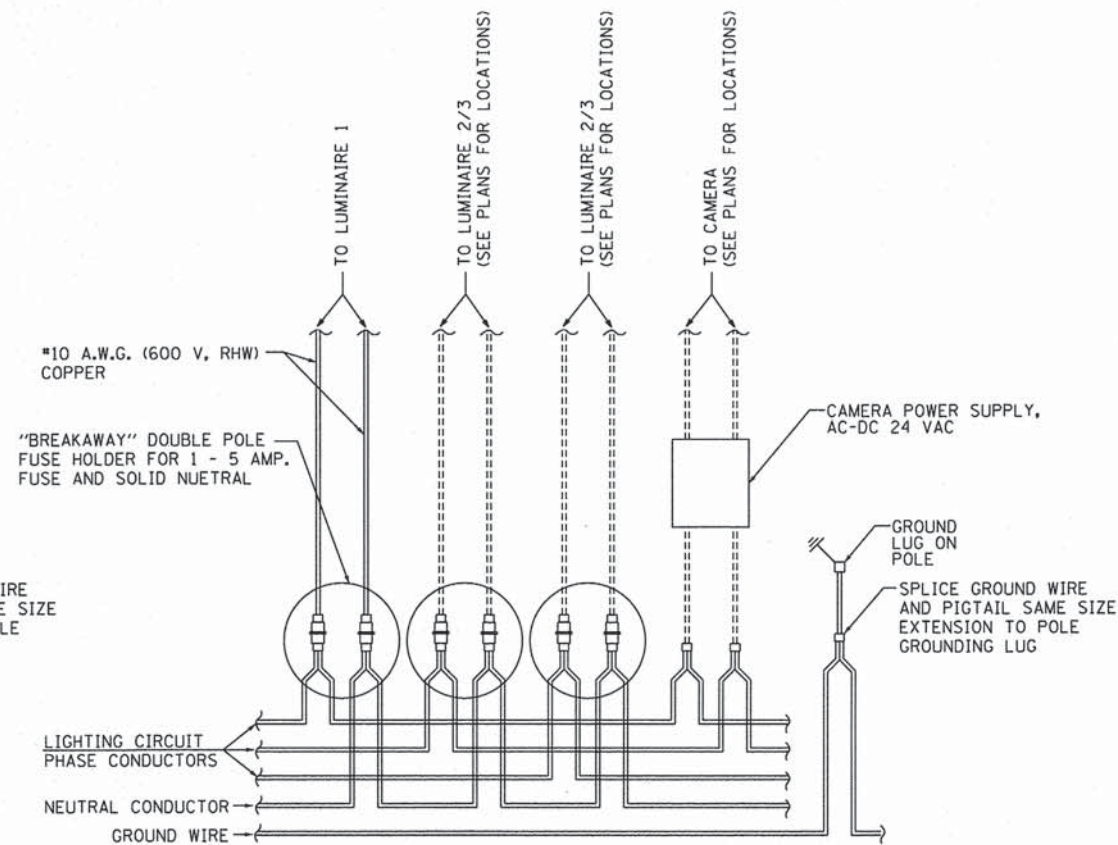 TO LUMINAIRE 1
TO LUMINAIRE 2/3
(SEE PLANS FOR LOCATIONS)
TO LUMINAIRE 2/3
(SEE PLANS FOR LOCATIONS)
TO CAMERA
(SEE PLANS FOR LOCATIONS)
#10 A.W.G. (600 V, RHW)
COPPER
"BREAKAWAY" DOUBLE POLE
FUSE HOLDER FOR 1 - 5 AMP.
FUSE AND SOLID NUETRAL
CAMERA POWER SUPPLY,
AC-DC 24 VAC
GROUND
LUG ON
POLE
SPLICE GROUND WIRE
AND PIGTAIL SAME SIZE
EXTENSION TO POLE
GROUNDING LUG
SIZE
LIGHTING CIRCUIT
PHASE CONDUCTORS
NEUTRAL CONDUCTOR
GROUND WIRE